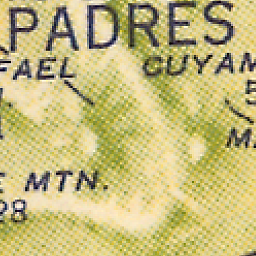 PADRES
FAEL CUYAM
5
M
E MTN.
28